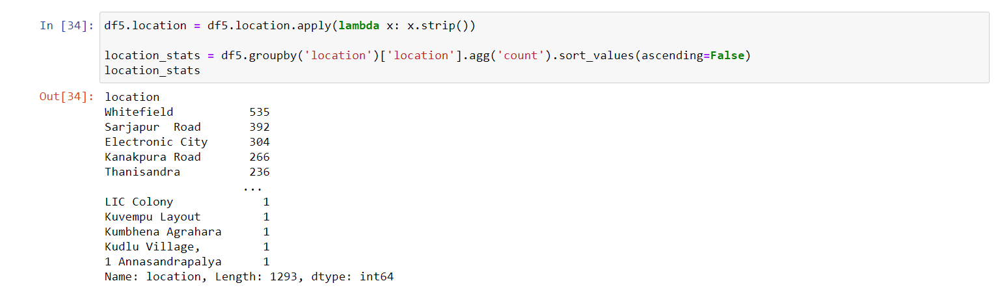 In [34]: df5.location = df5.location.apply(lambda x: x.strip())
location_stats = df5.groupby('location')['location'].agg('count').sort_values(ascending=False)
location_stats
Out[34]: location
Whitefield           535
Sarjapur  Road       392
Electronic City      304
Kanakpura Road       266
Thanisandra          236
...
LIC Colony             1
Kuvempu Layout         1
Kumbhena Agrahara      1
Kudlu Village,         1
1 Annasandrapalya      1
Name: location, Length: 1293, dtype: int64